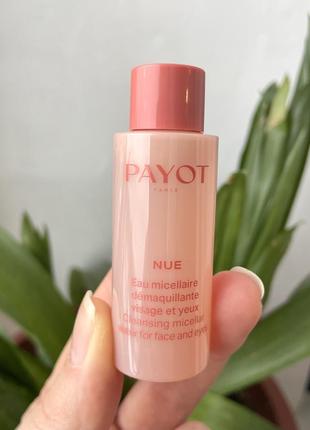 PAYOT
PARIS
NUE
Eau micellaire
démaquillante
visage et yeux
Cleansing micellar
water for face and eyes